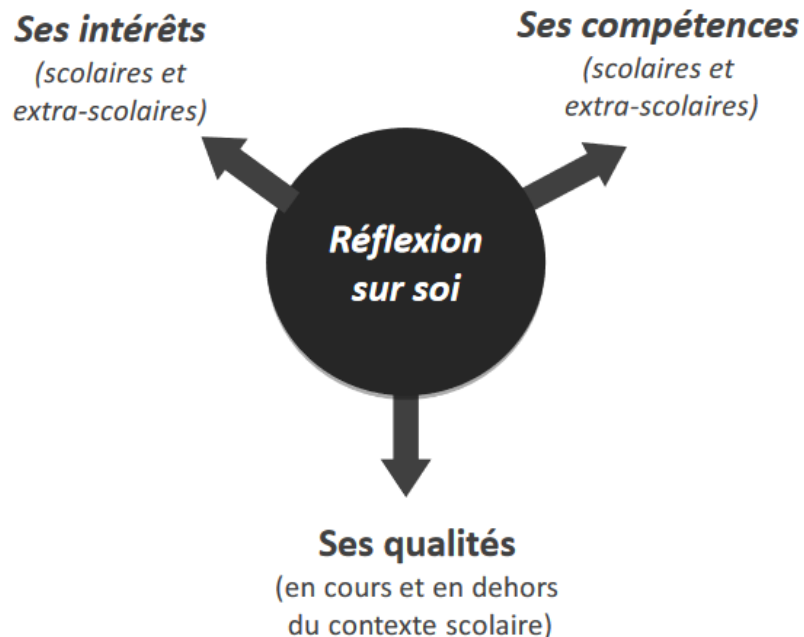 Ses intérêts
(scolaires et
extra-scolaires)
Ses compétences
(scolaires et
extra-scolaires)
Réflexion
sur soi
Ses qualités
(en cours et en dehors
du contexte scolaire)